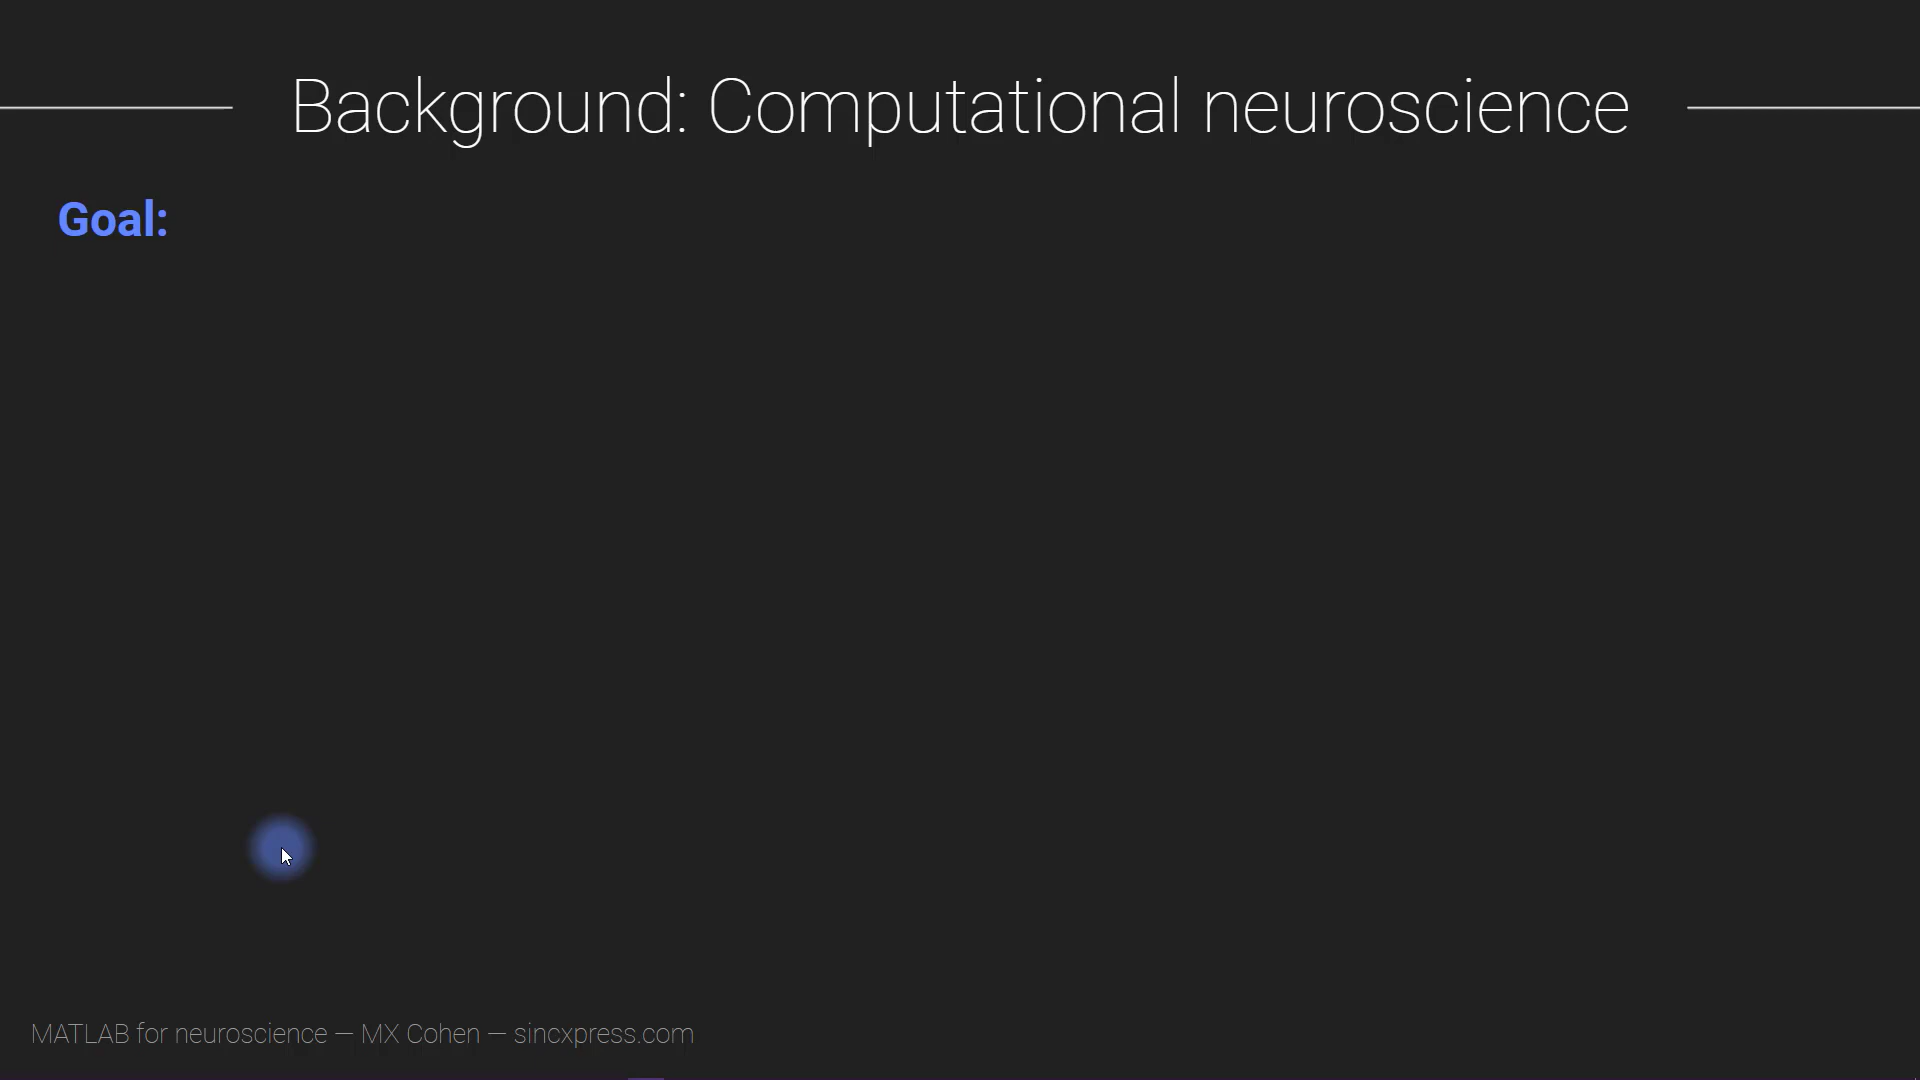 Background: Computational neuroscience
Goal:
MATLAB for neuroscience — MX Cohen — sincxpress.com